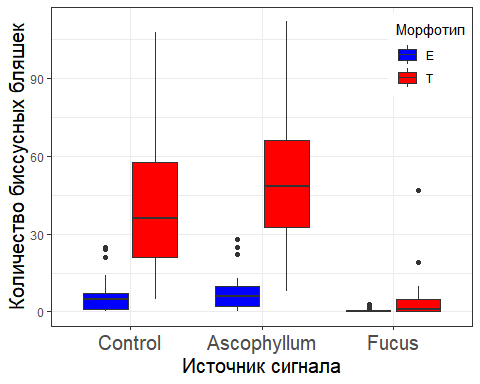 Количество биссусных бляшек
90
60
30
0
Морфотип
E
T
Control Ascophyllum Fucus
Источник сигнала